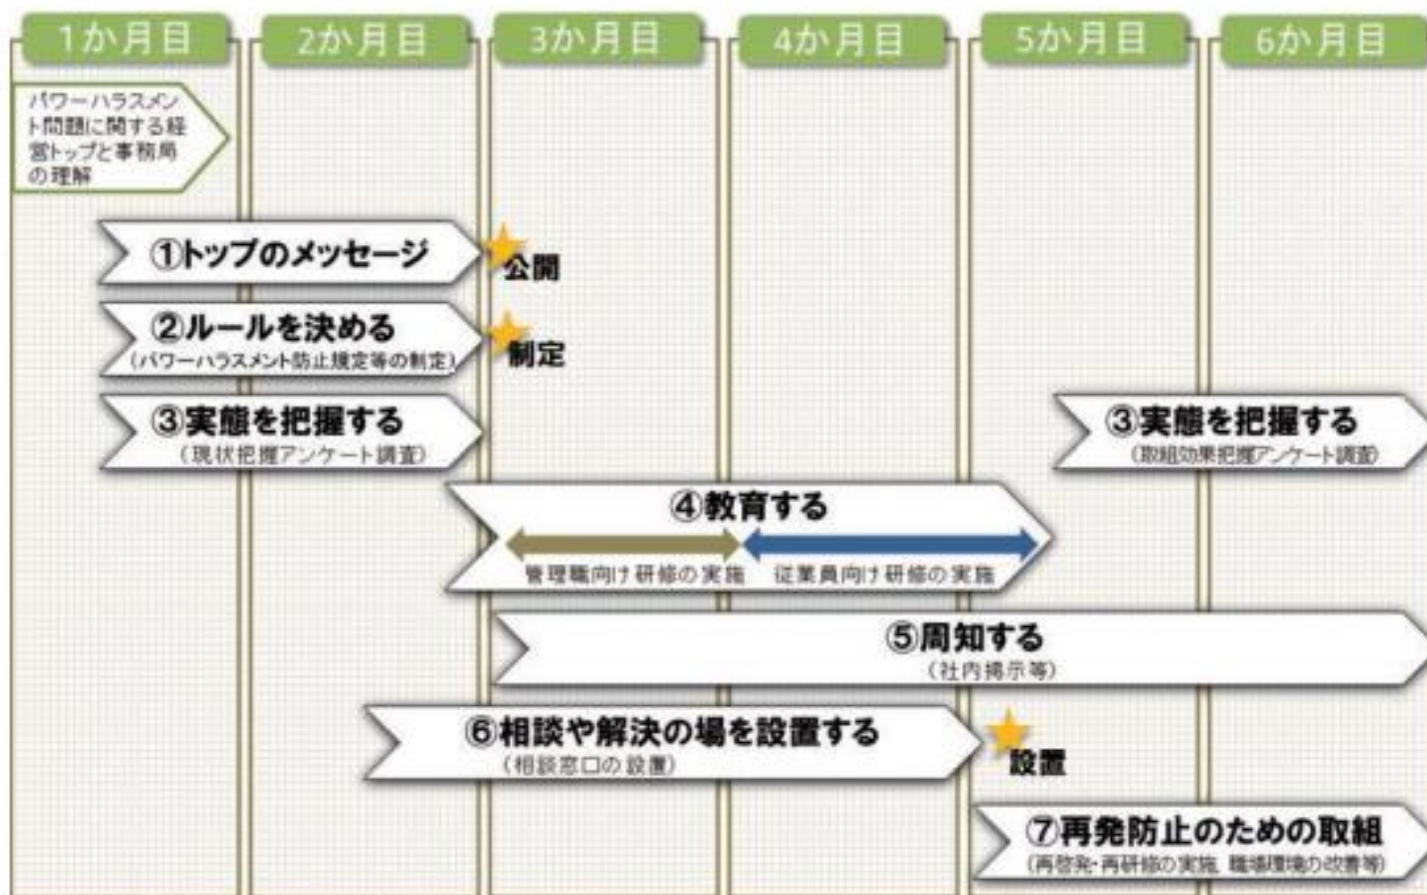 1か月目
2か月目
3か月目
4か月目
5か月目
6か月目
パワーハラスメン
ト問題に関する経
営トップと事務局
の理解
①トップのメッセージ
公開
②ルールを決める
(パワーハラスメント防止規定等の制定)
制定
③実態を把握する
(現状把握アンケート調査)
③実態を把握する
(取組効果把握アンケート調査)
④教育する
管理職向け研修の実施
従業員向け研修の実施
⑤周知する
(社内掲示等)
⑥相談や解決の場を設置する
(相談窓口の設置)
設置
⑦再発防止のための取組
(再啓発・再研修の実施、職場環境の改善等)